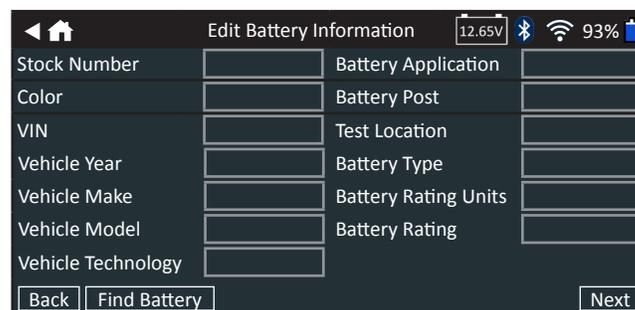 Edit Battery Information 12.65V 93%
Stock Number Battery Application
Color Battery Post
VIN Test Location
Vehicle Year Battery Type
Vehicle Make Battery Rating Units
Vehicle Model Battery Rating
Vehicle Technology
Back Find Battery Next